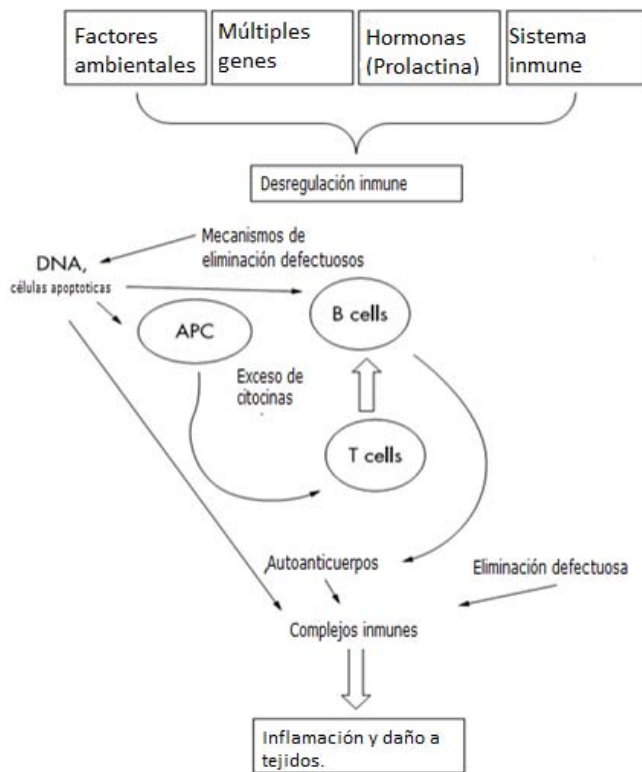 Factores
ambientales
Múltiples
genes
Hormonas
(Prolactina)
Sistema
inmune
Desregulación inmune
Mecanismos de
eliminación defectuosos
DNA,
células apoptoticas
APC
B cells
Exceso de
citocinas
T cells
Autoanticuerpos
Eliminación defectuosa
Complejos inmunes
Inflamación y daño a
tejidos.